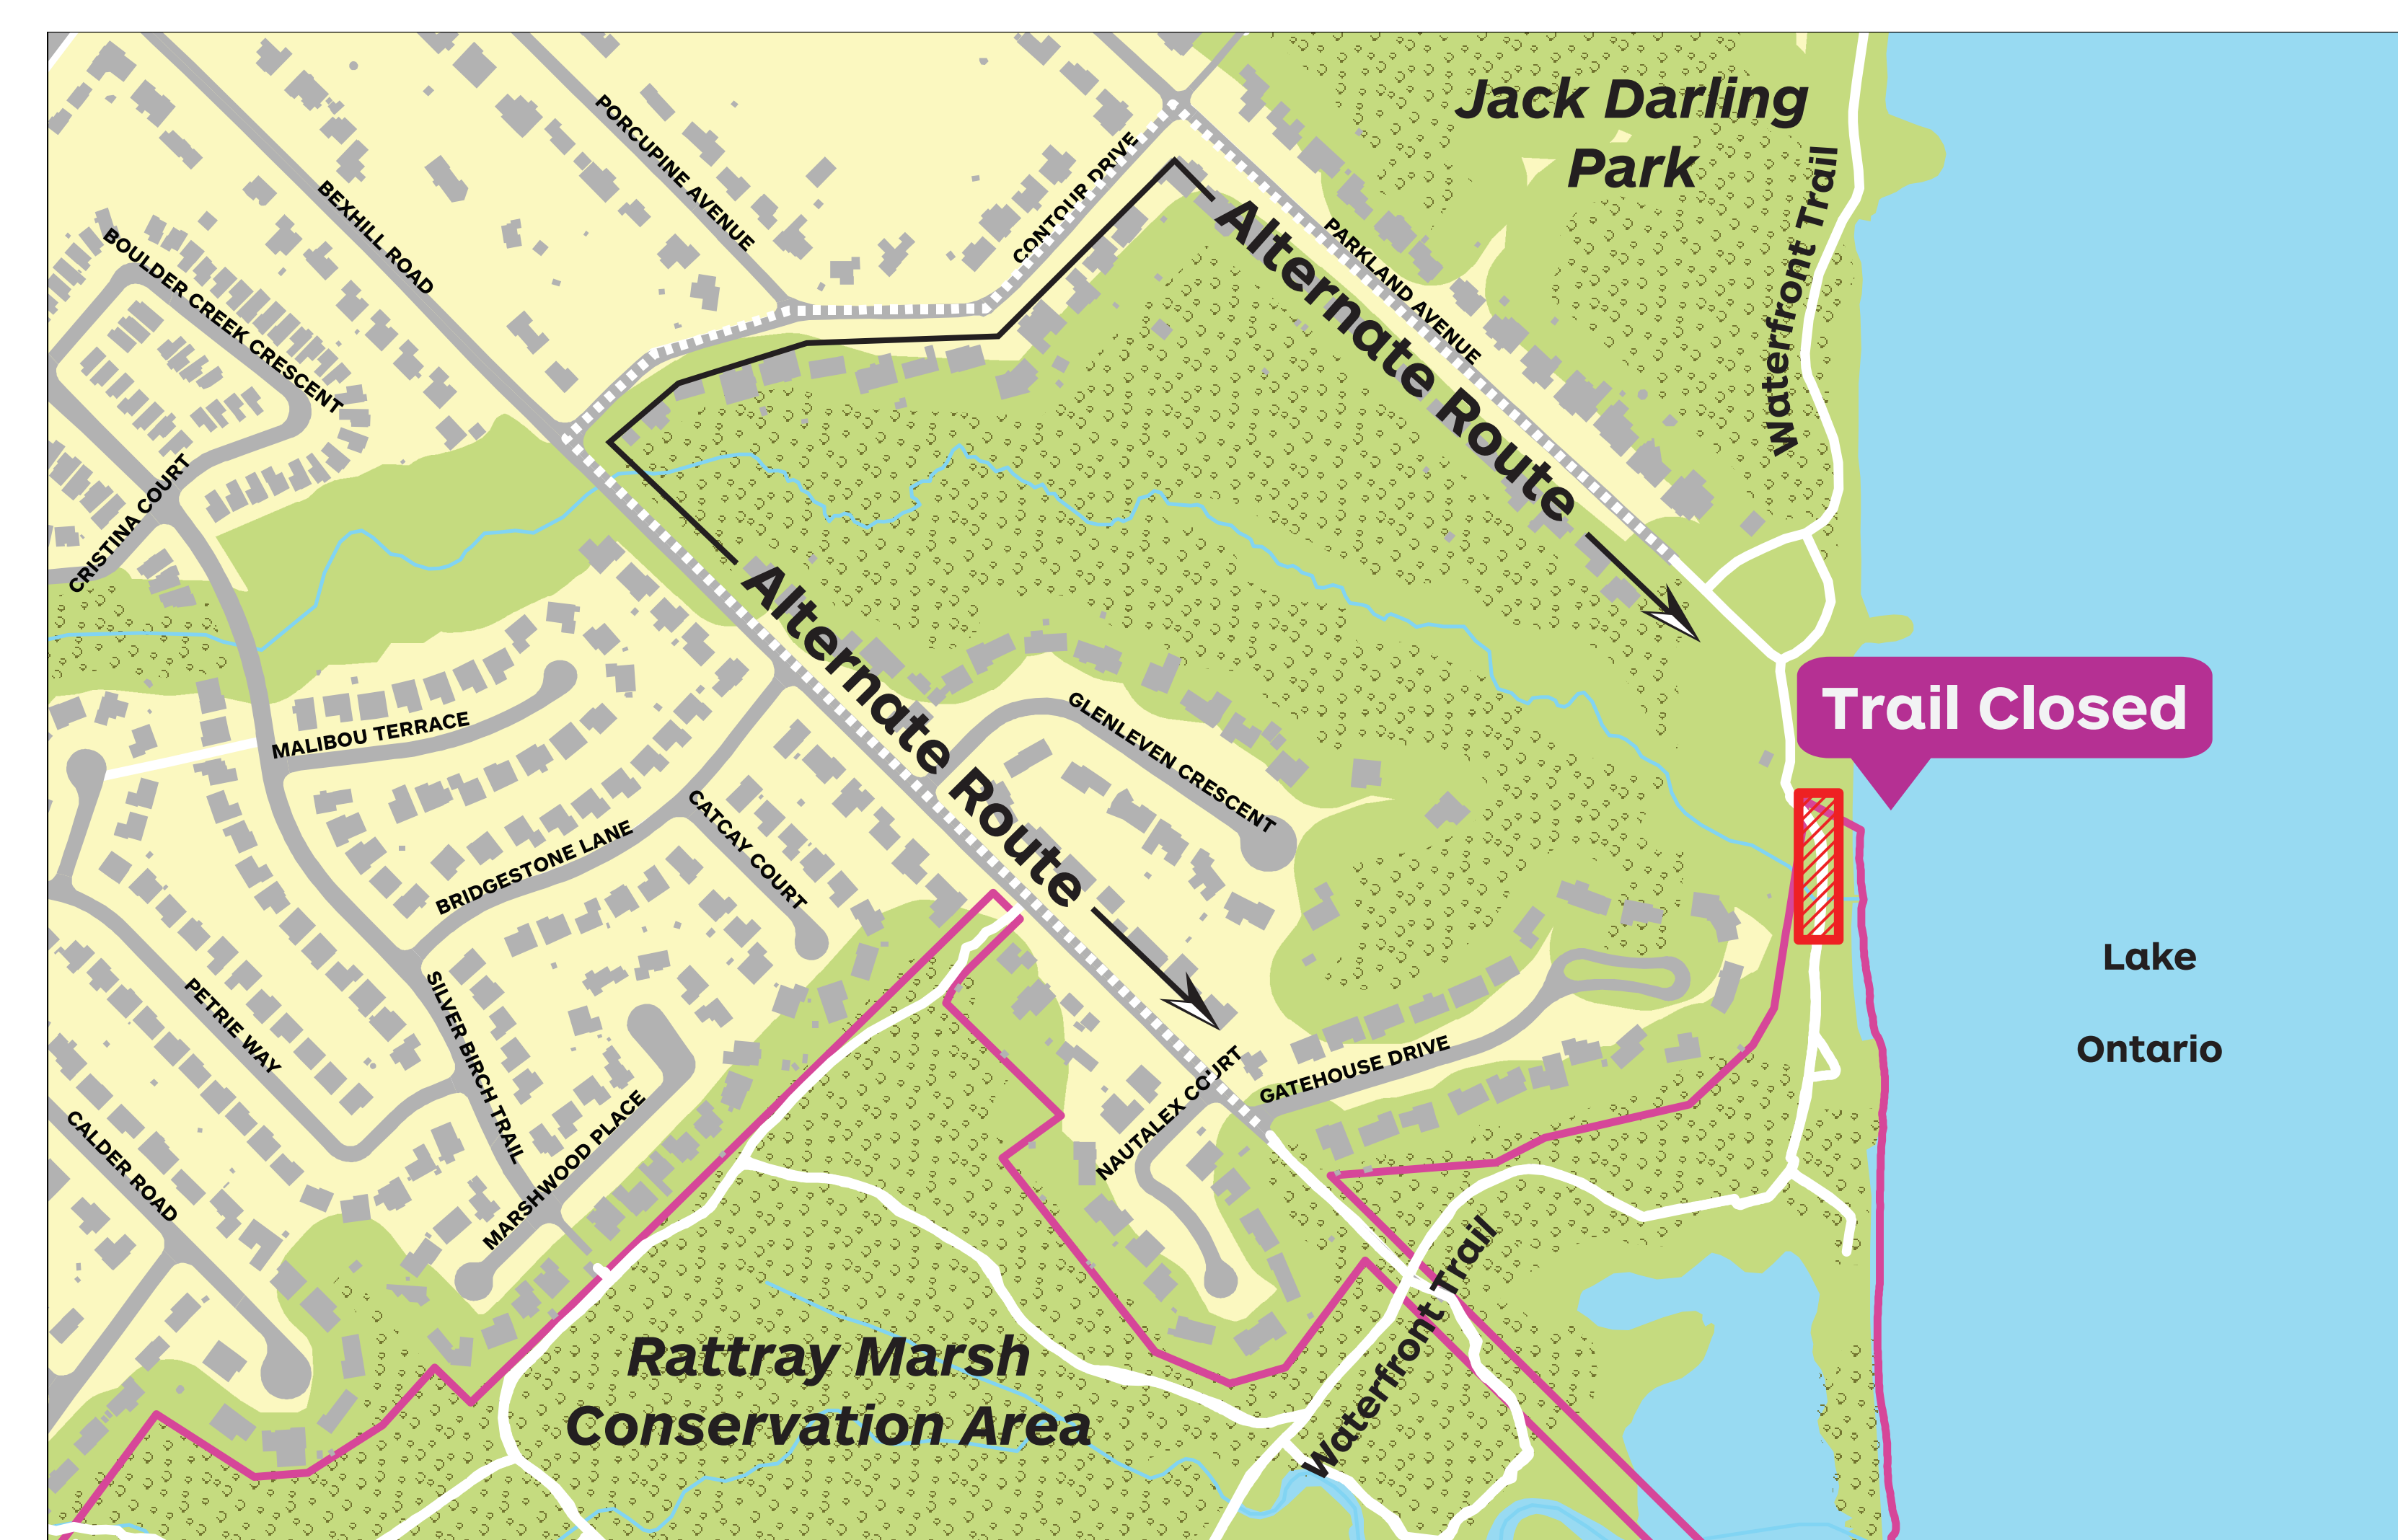 Jack Darling
Park
PORCUPINE AVENUE
CONTOUR DRIVE
Waterfront Trail
BEXHILL ROAD
PARKLAND AVENUE
Alternate Route
BOULDER CREEK CRESCENT
CRISTINA COURT
Alternate Route
Trail Closed
GLENLEVEN CRESCENT
MALIBOU TERRACE
CATCAY COURT
BRIDGESTONE LANE
Lake
Ontario
PETRIE WAY
SILVER BIRCH TRAIL
GATEHOUSE DRIVE
NAUTALEX COURT
MARSHWOOD PLACE
CALDER ROAD
Waterfront Trail
Rattray Marsh
Conservation Area